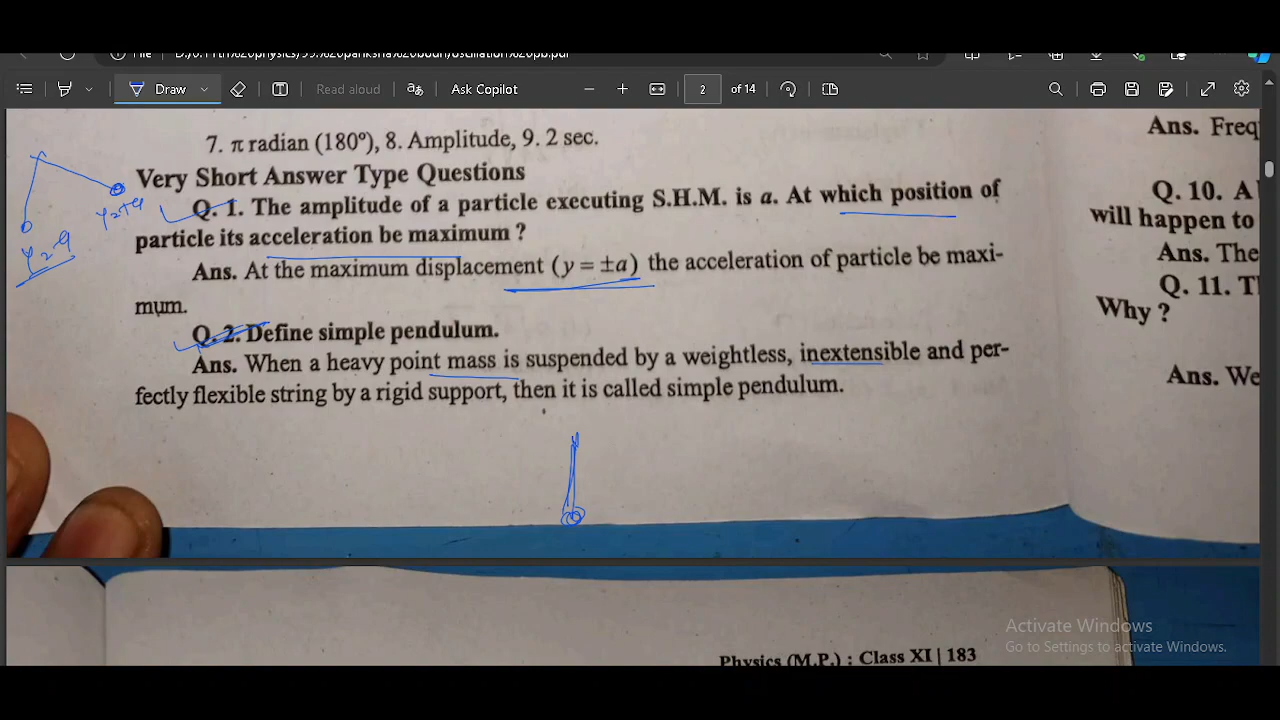 File
Draw
Read aloud
Ask Copilot
2 of 14
7. π radian (180°), 8. Amplitude, 9. 2 sec.
Very Short Answer Type Questions
Q. 1. The amplitude of a particle executing S.H.M. is a. At which position of
particle its acceleration be maximum ?
Ans. At the maximum displacement (y = ±a) the acceleration of particle be maxi-
mum.
Q. 2. Define simple pendulum.
Ans. When a heavy point mass is suspended by a weightless, inextensible and per-
fectly flexible string by a rigid support, then it is called simple pendulum.
Ans. Freq
Q. 10. A
will happen to
Ans. The
Q. 11. T
Why ?
Ans. We
Activate Windows
Go to Settings to activate Windows.
Physics (M.P.) : Class XI | 183